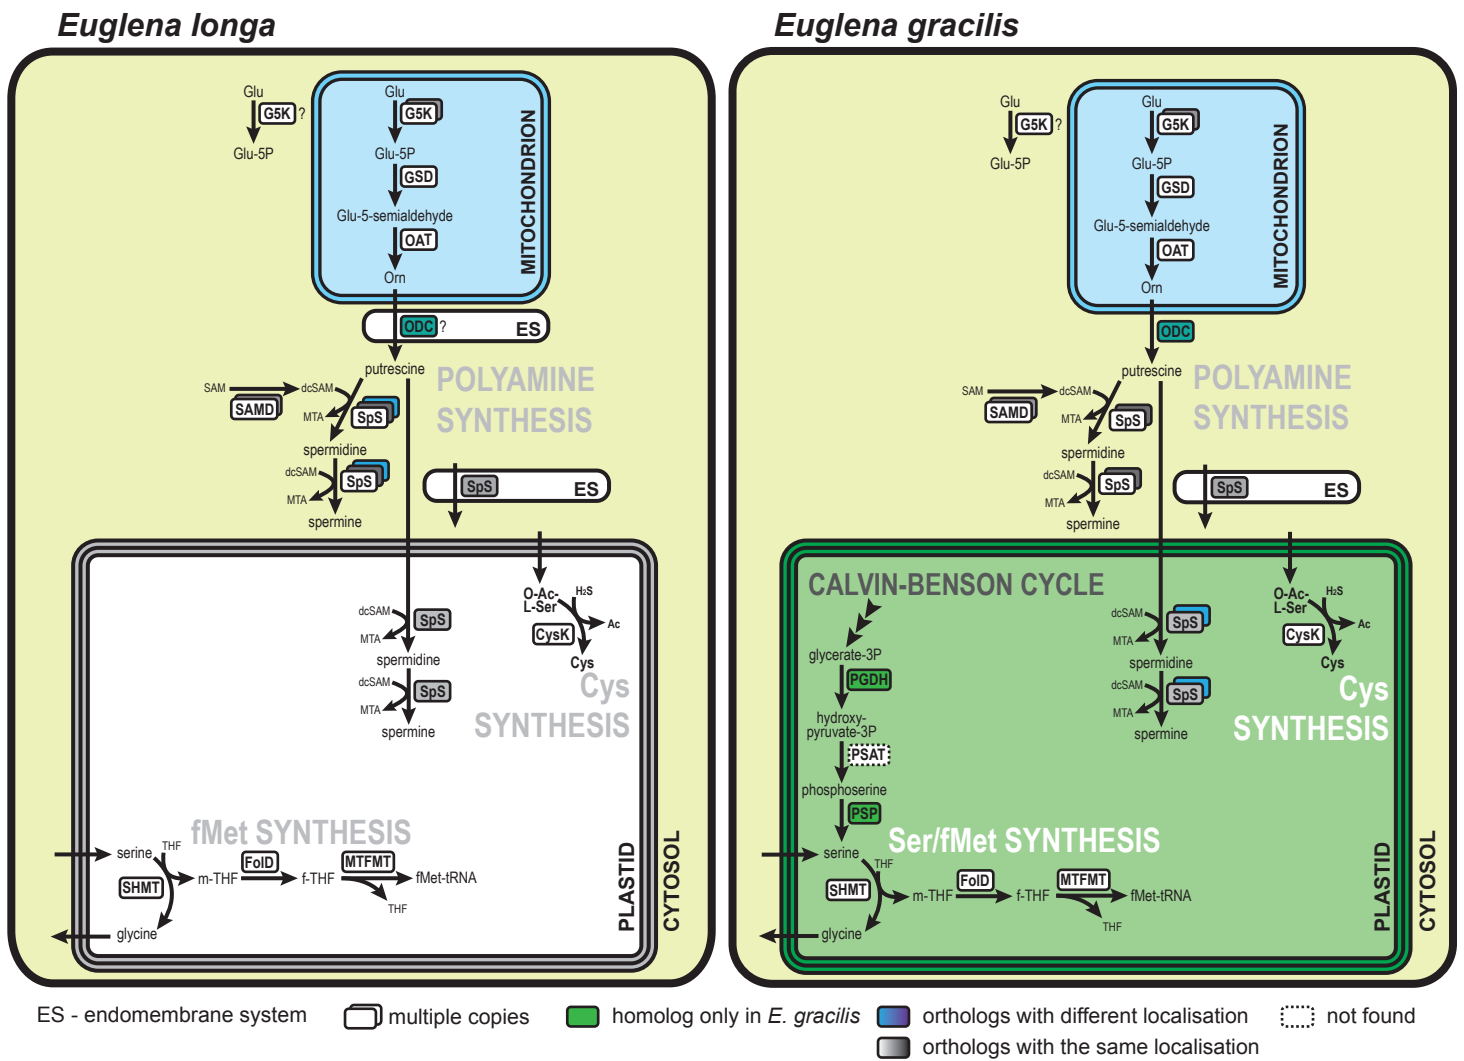 Euglena longa
Glu
G5K ?
Glu-5P
Glu
G5K
Glu-5P
GSD
Glu-5-semialdehyde
OAT
Orn
MITOCHONDRION
ODC ?
ES
putrescine
POLYAMINE
SYNTHESIS
SAM
dcSAM
SAMD
MTA
SpS
spermidine
dcSAM
SpS
MTA
spermine
SpS
ES
O-Ac-
L-Ser
H₂S
Ac
CysK
Cys
Cys
SYNTHESIS
dcSAM
SpS
MTA
spermidine
dcSAM
SpS
MTA
spermine
fMet SYNTHESIS
serine
THF
SHMT
m-THF
FolD
f-THF
MTFMT
fMet-tRNA
THF
glycine
PLASTID
CYTOSOL
Euglena gracilis
Glu
G5K ?
Glu-5P
Glu
G5K
Glu-5P
GSD
Glu-5-semialdehyde
OAT
Orn
MITOCHONDRION
ODC
putrescine
POLYAMINE
SYNTHESIS
SAM
dcSAM
SAMD
MTA
SpS
spermidine
dcSAM
SpS
MTA
spermine
SpS
ES
CALVIN-BENSON CYCLE
glycerate-3P
PGDH
hydroxy-
pyruvate-3P
PSAT
phosphoserine
PSP
O-Ac-
L-Ser
H₂S
Ac
CysK
Cys
Cys
SYNTHESIS
dcSAM
SpS
MTA
spermidine
dcSAM
SpS
MTA
spermine
Ser/fMet SYNTHESIS
serine
THF
SHMT
m-THF
FolD
f-THF
MTFMT
fMet-tRNA
THF
glycine
PLASTID
CYTOSOL
ES - endomembrane system
multiple copies
homolog only in E. gracilis
orthologs with different localisation
not found
orthologs with the same localisation